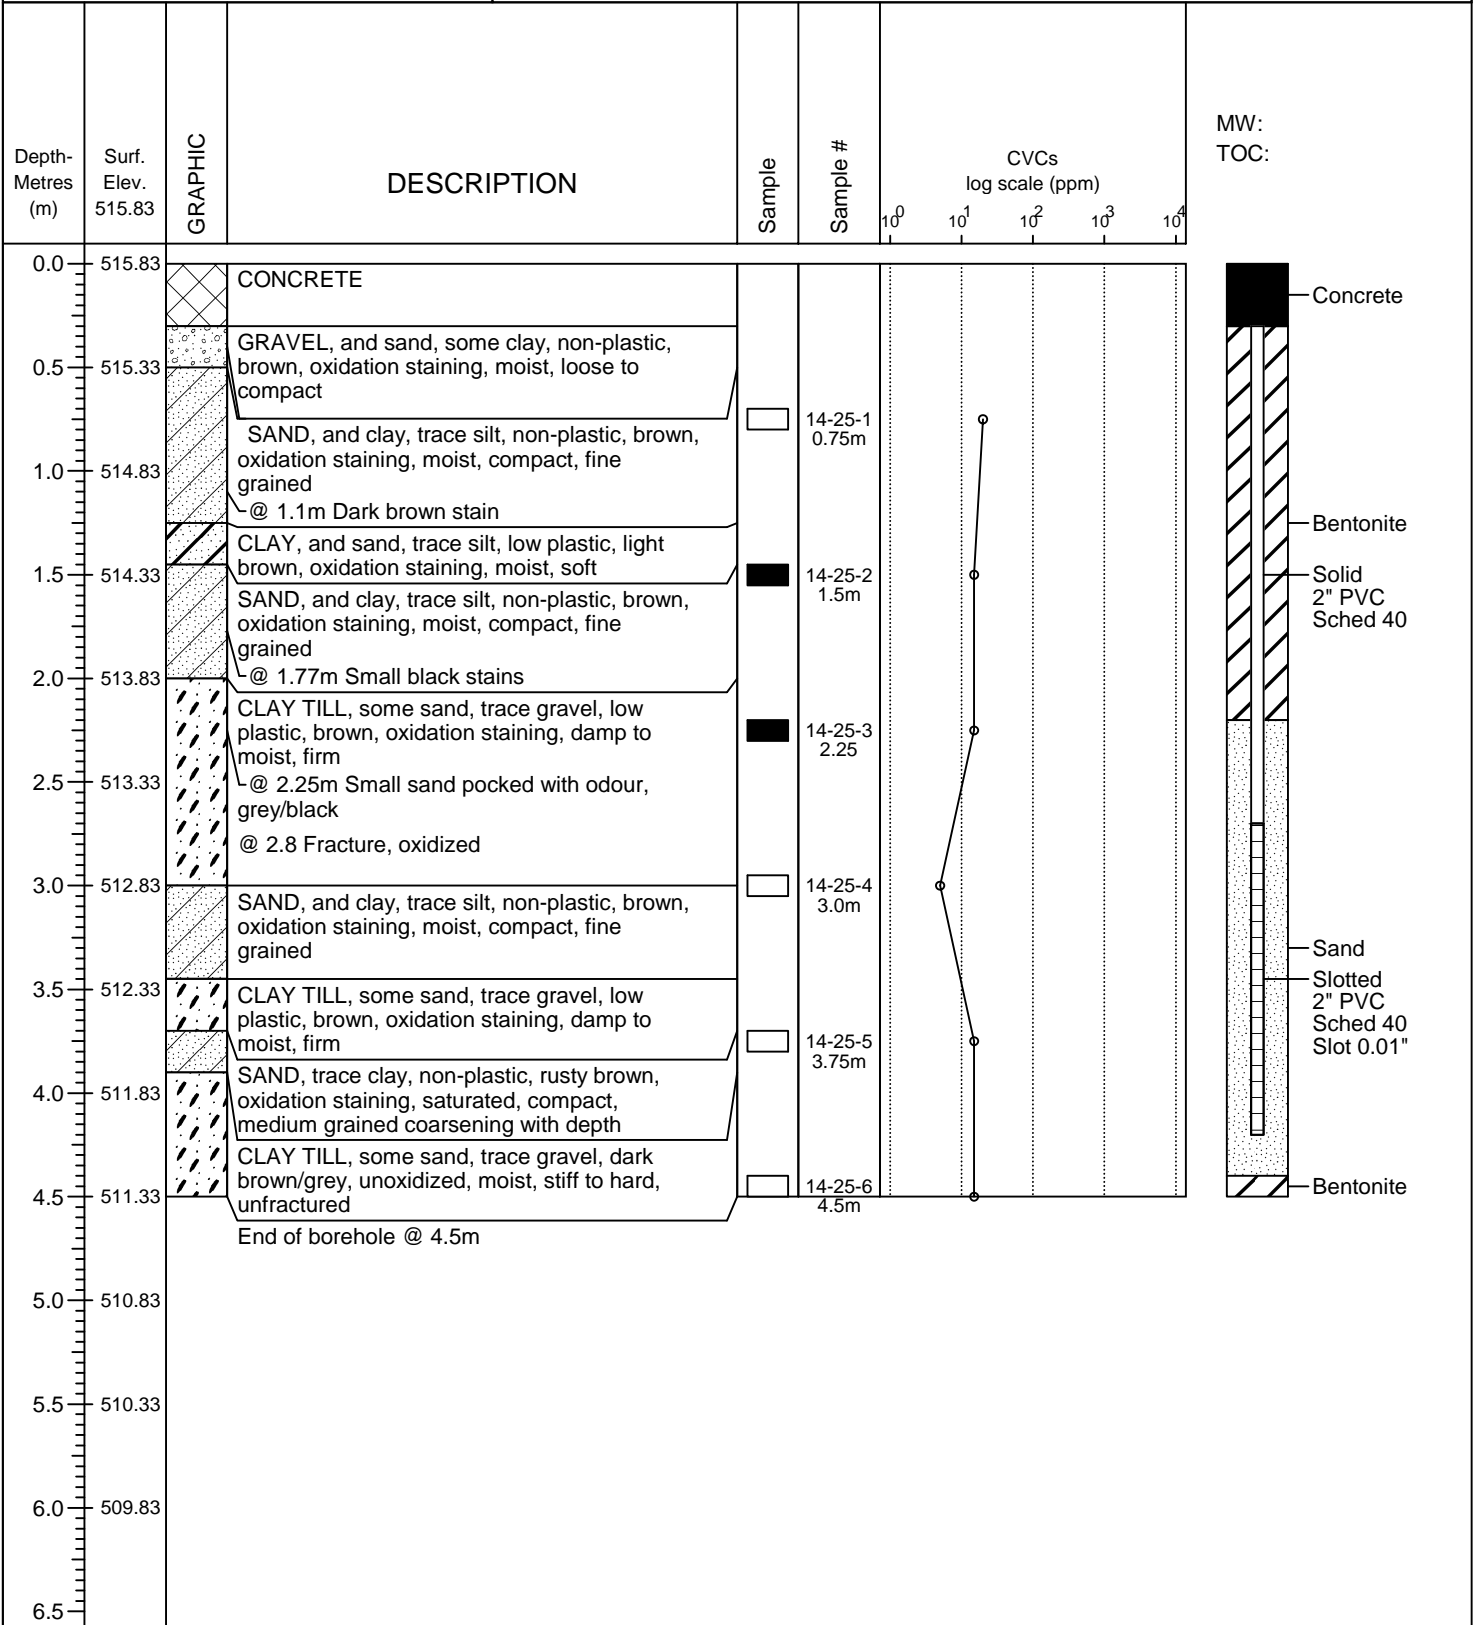 Depth-
Metres
(m)
Surf.
Elev.
515.83
GRAPHIC
DESCRIPTION
Sample
Sample #
CVCs
log scale (ppm)
10^0 10^1 10^2 10^3 10^4
MW:
TOC:
0.0 515.83
CONCRETE
Concrete
GRAVEL, and sand, some clay, non-plastic,
brown, oxidation staining, moist, loose to
compact
0.5 515.33
14-25-1
0.75m
SAND, and clay, trace silt, non-plastic, brown,
oxidation staining, moist, compact, fine
grained
1.0 514.83
@ 1.1m Dark brown stain
Bentonite
CLAY, and sand, trace silt, low plastic, light
brown, oxidation staining, moist, soft
1.5 514.33
14-25-2
1.5m
Solid
2" PVC
Sched 40
SAND, and clay, trace silt, non-plastic, brown,
oxidation staining, moist, compact, fine
grained
@ 1.77m Small black stains
2.0 513.83
CLAY TILL, some sand, trace gravel, low
plastic, brown, oxidation staining, damp to
moist, firm
14-25-3
2.25
@ 2.25m Small sand pocked with odour,
grey/black
2.5 513.33
@ 2.8 Fracture, oxidized
3.0 512.83
14-25-4
3.0m
SAND, and clay, trace silt, non-plastic, brown,
oxidation staining, moist, compact, fine
grained
Sand
3.5 512.33
Slotted
2" PVC
Sched 40
Slot 0.01"
CLAY TILL, some sand, trace gravel, low
plastic, brown, oxidation staining, damp to
moist, firm
14-25-5
3.75m
SAND, trace clay, non-plastic, rusty brown,
oxidation staining, saturated, compact,
medium grained coarsening with depth
4.0 511.83
CLAY TILL, some sand, trace gravel, dark
brown/grey, unoxidized, moist, stiff to hard,
unfractured
14-25-6
4.5m
Bentonite
4.5 511.33
End of borehole @ 4.5m
5.0 510.83
5.5 510.33
6.0 509.83
6.5